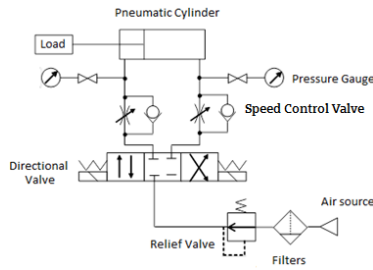 Pneumatic Cylinder
Load
Pressure Gauge
Speed Control Valve
Directional
Valve
Air source
Relief Valve
Filters